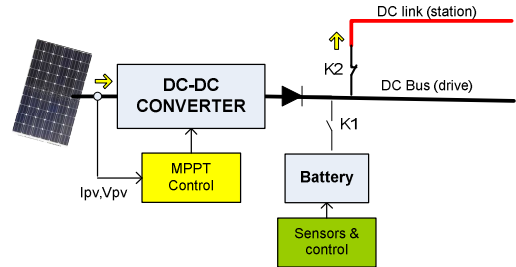 DC link (station)
K2
DC-DC
CONVERTER
DC Bus (drive)
K1
MPPT
Control
Ipv,Vpv
Battery
Sensors &
control